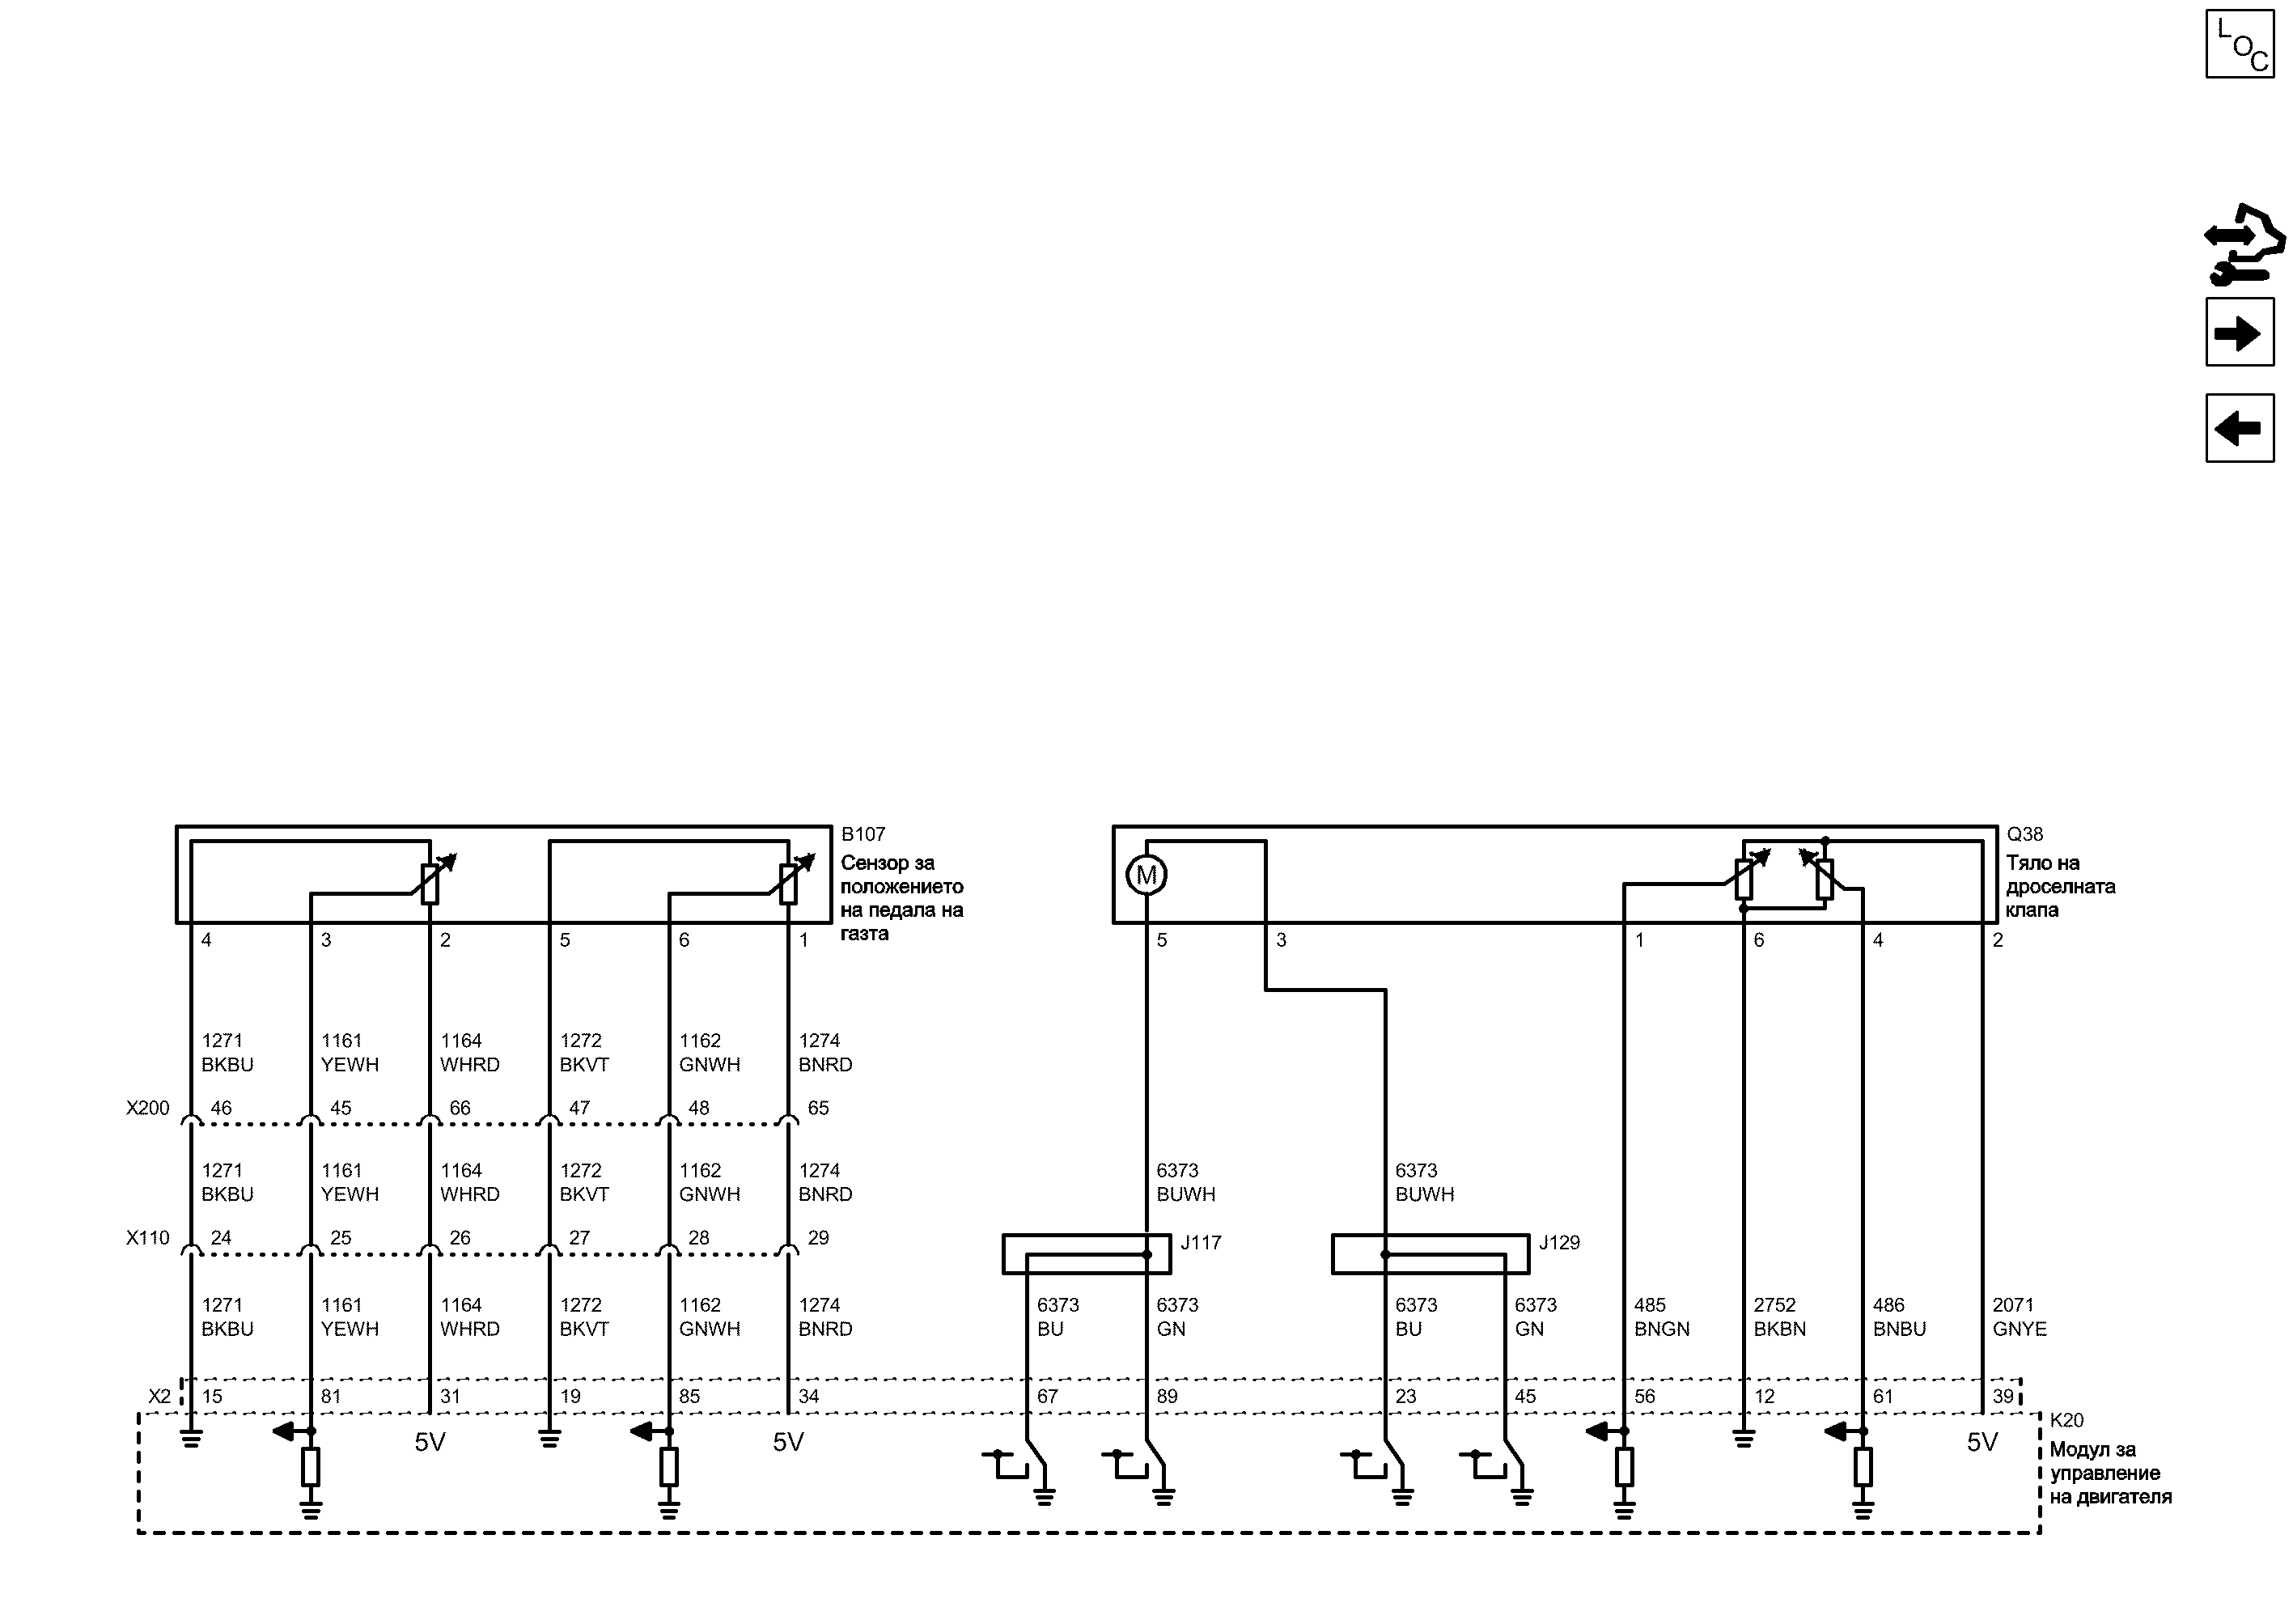 LOC
B107
Сензор за
положението
на педала на
газта
Q38
Тяло на
дроселната
клапа
M
4 3 2 5 6 1 5 3 1 6 4 2
1271 1161 1164 1272 1162 1274
BKBU YEWH WHRD BKVT GNWH BNRD
X200 46 45 66 47 48 65
1271 1161 1164 1272 1162 1274 6373 6373
BKBU YEWH WHRD BKVT GNWH BNRD BUWH BUWH
X110 24 25 26 27 28 29 J117 J129
1271 1161 1164 1272 1162 1274 6373 6373 6373 6373 485 2752 486 2071
BKBU YEWH WHRD BKVT GNWH BNRD BU GN BU GN BNGN BKBN BNBU GNYE
X2 15 81 31 19 85 34 67 89 23 45 56 12 61 39
5V 5V 5V
K20
Модул за
управление
на двигателя